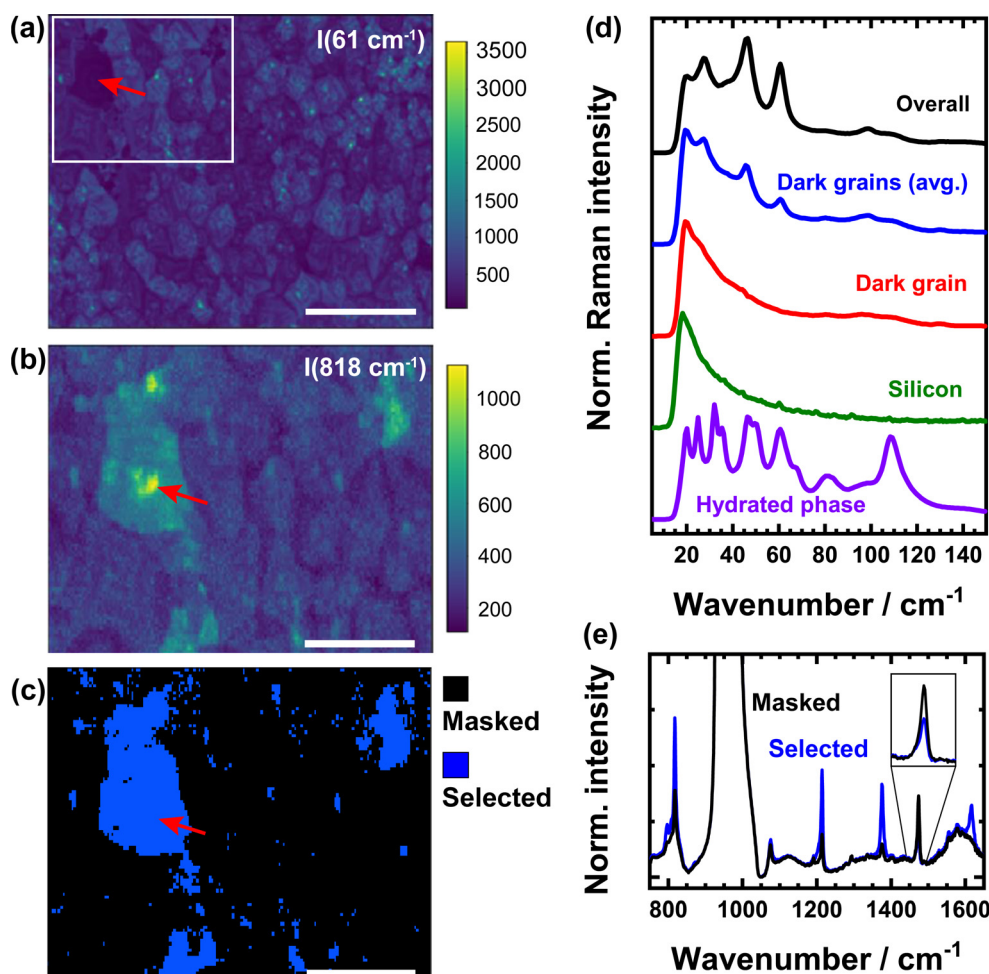 (a)
I(61 cm⁻¹)
3500
3000
2500
2000
1500
1000
500
(b)
I(818 cm⁻¹)
1000
800
600
400
200
(c)
Masked
Selected
(d)
Norm. Raman intensity
Overall
Dark grains (avg.)
Dark grain
Silicon
Hydrated phase
20 40 60 80 100 140
Wavenumber / cm⁻¹
(e)
Norm. intensity
Masked
Selected
800 1000 1200 1400 1600
Wavenumber / cm⁻¹